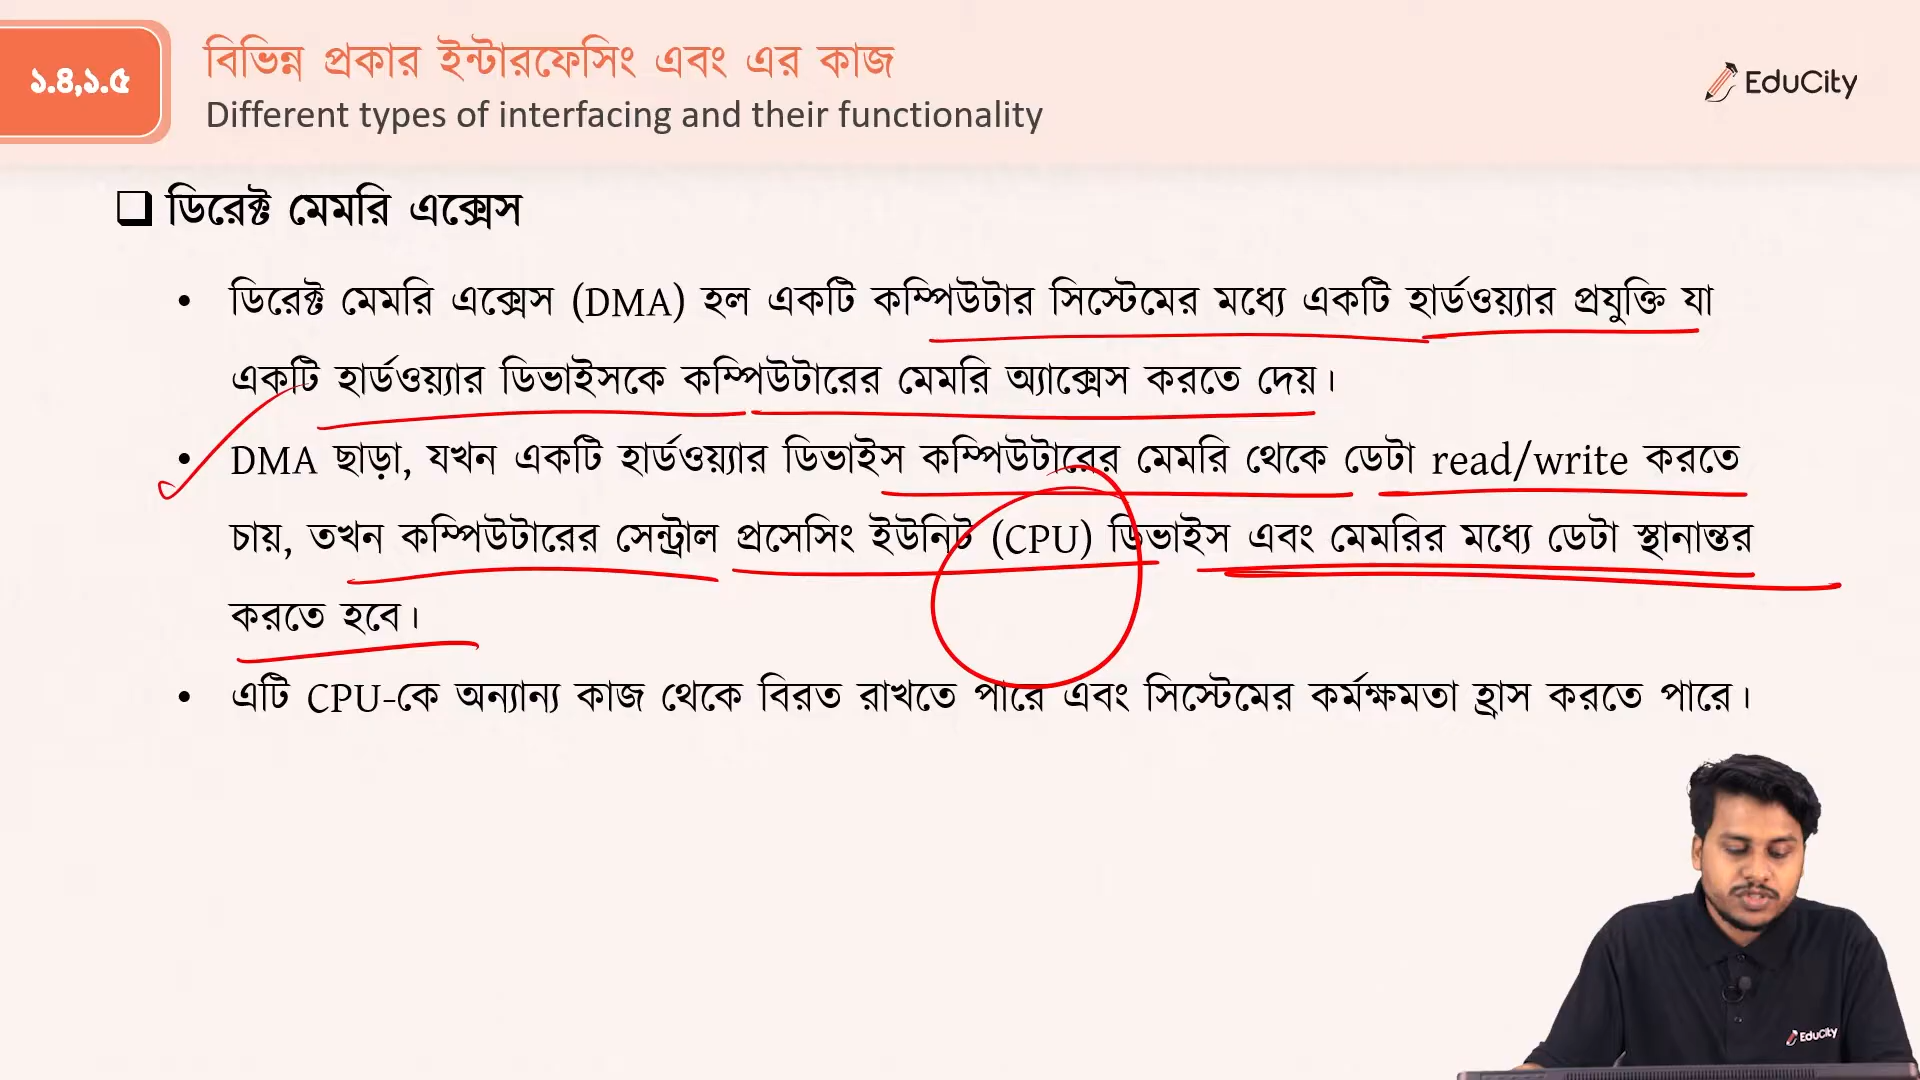 ১.৪,১.৫
বিভিন্ন প্রকার ইন্টারফেসিং এবং এর কাজ
Different types of interfacing and their functionality
EduCity
ডিরেক্ট মেমরি এক্সেস
• ডিরেক্ট মেমরি এক্সেস (DMA) হল একটি কম্পিউটার সিস্টেমের মধ্যে একটি হার্ডওয়্যার প্রযুক্তি যা
একটি হার্ডওয়্যার ডিভাইসকে কম্পিউটারের মেমরি অ্যাক্সেস করতে দেয়।
• DMA ছাড়া, যখন একটি হার্ডওয়্যার ডিভাইস কম্পিউটারের মেমরি থেকে ডেটা read/write করতে
চায়, তখন কম্পিউটারের সেন্ট্রাল প্রসেসিং ইউনিট (CPU) ডিভাইস এবং মেমরির মধ্যে ডেটা স্থানান্তর
করতে হবে।
• এটি CPU-কে অন্যান্য কাজ থেকে বিরত রাখতে পারে এবং সিস্টেমের কর্মক্ষমতা হ্রাস করতে পারে।
EduCity